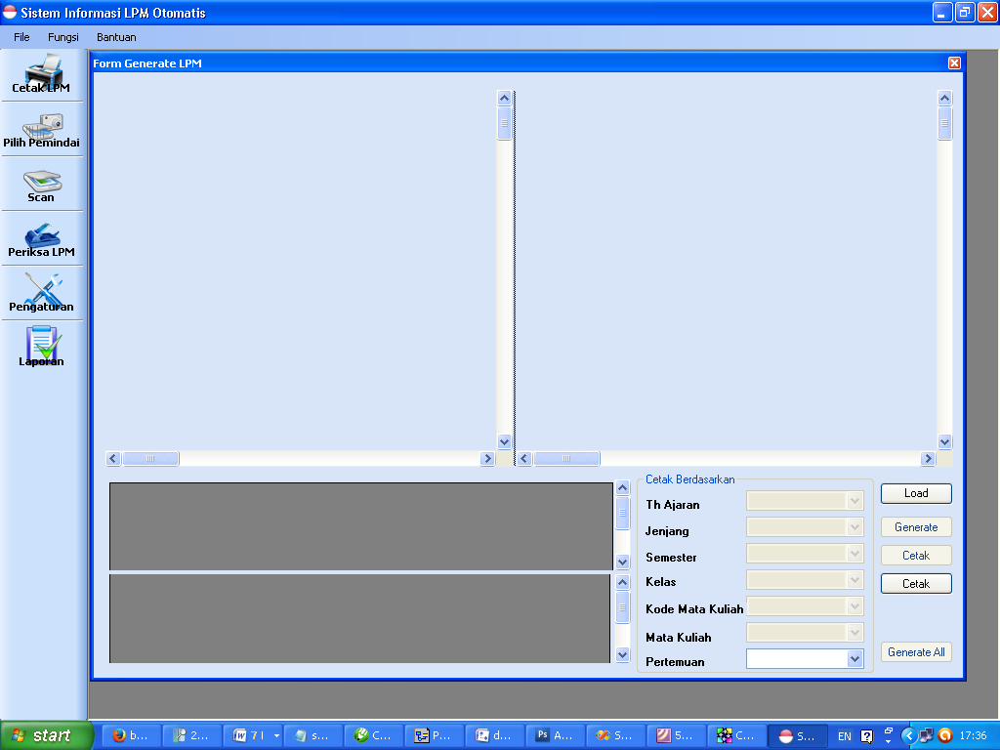 Sistem Informasi LPM Otomatis
File Fungsi Bantuan
Cetak LPM
Pilih Pemindai
Scan
Periksa LPM
Pengaturan
Laporan
Form Generate LPM
Cetak Berdasarkan
Th Ajaran
Jenjang
Semester
Kelas
Kode Mata Kuliah
Mata Kuliah
Pertemuan
Load
Generate
Cetak
Cetak
Generate All
start b... 2... 7 l s... C... P... d... A... S... 5... C... S... EN 17:36